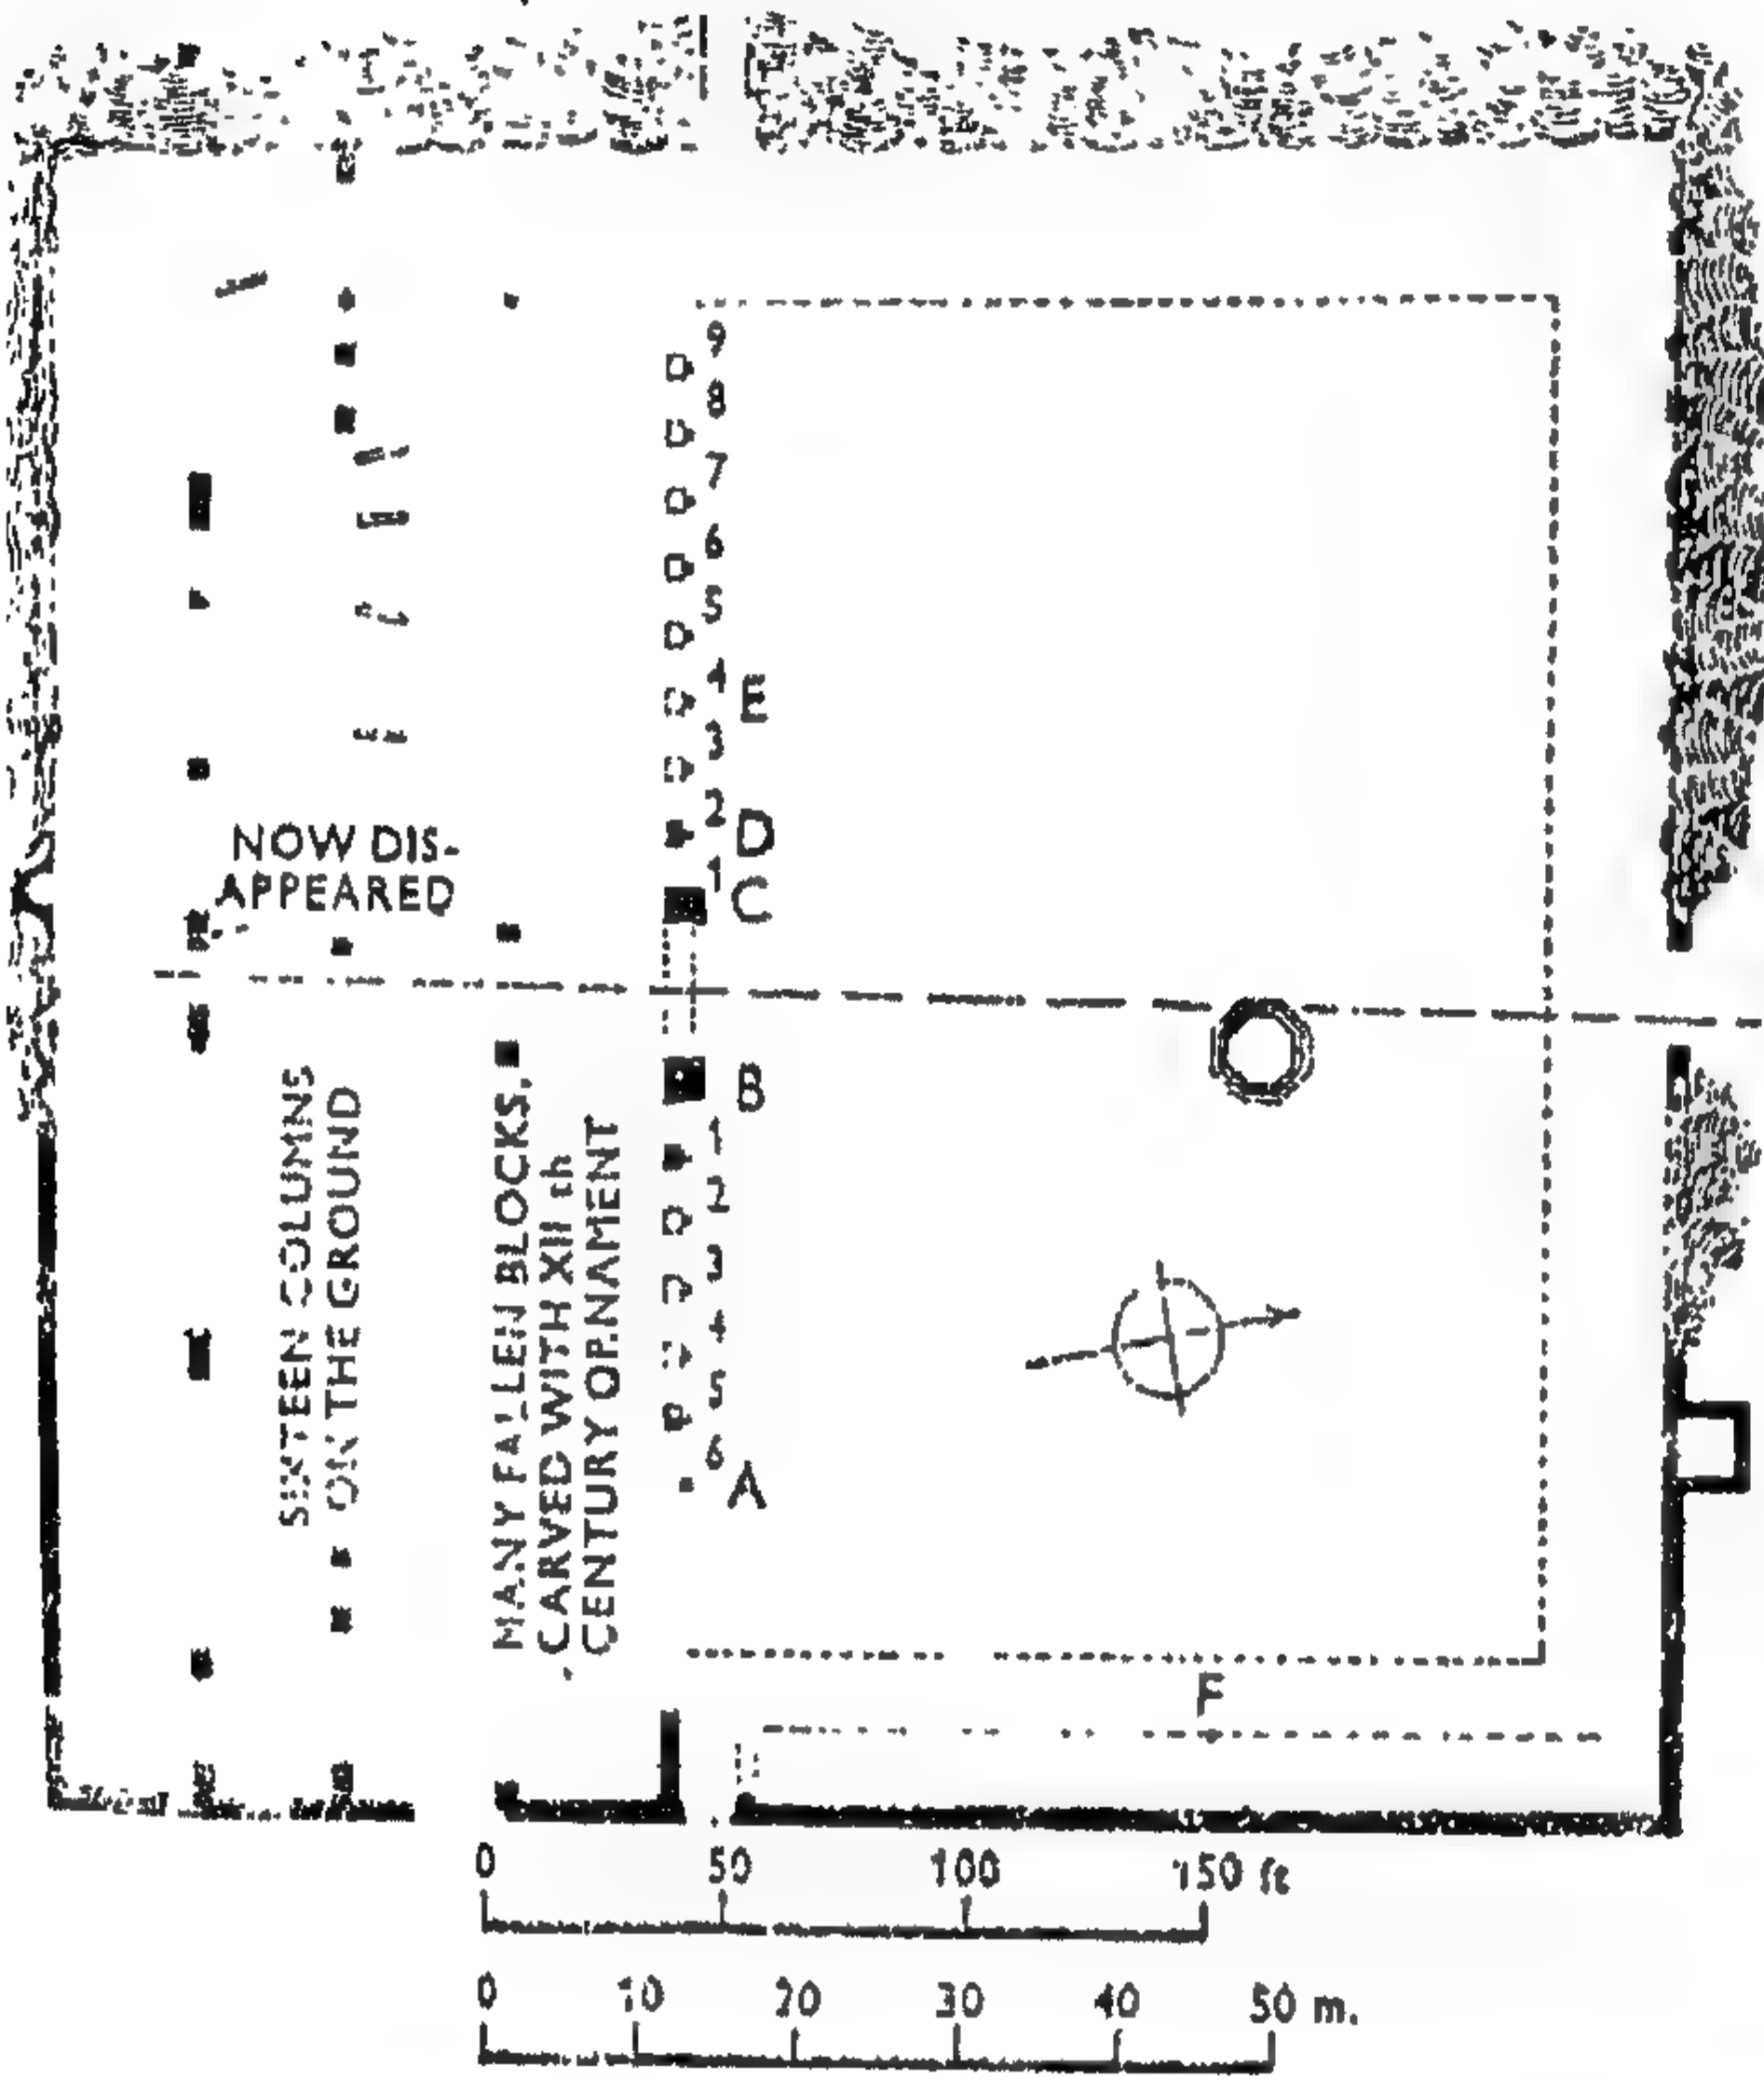 9
8
7
6
5
4 E
3
2 D
1 C
NOW DIS-
APPEARED
B
1
2
3
4
5
6 A
SIXTEEN COLUMNS
ON THE GROUND
MANY FALLEN BLOCKS,
CARVED WITH XII th
CENTURY ORNAMENT
F
0 50 100 150 ft
0 10 20 30 40 50 m.